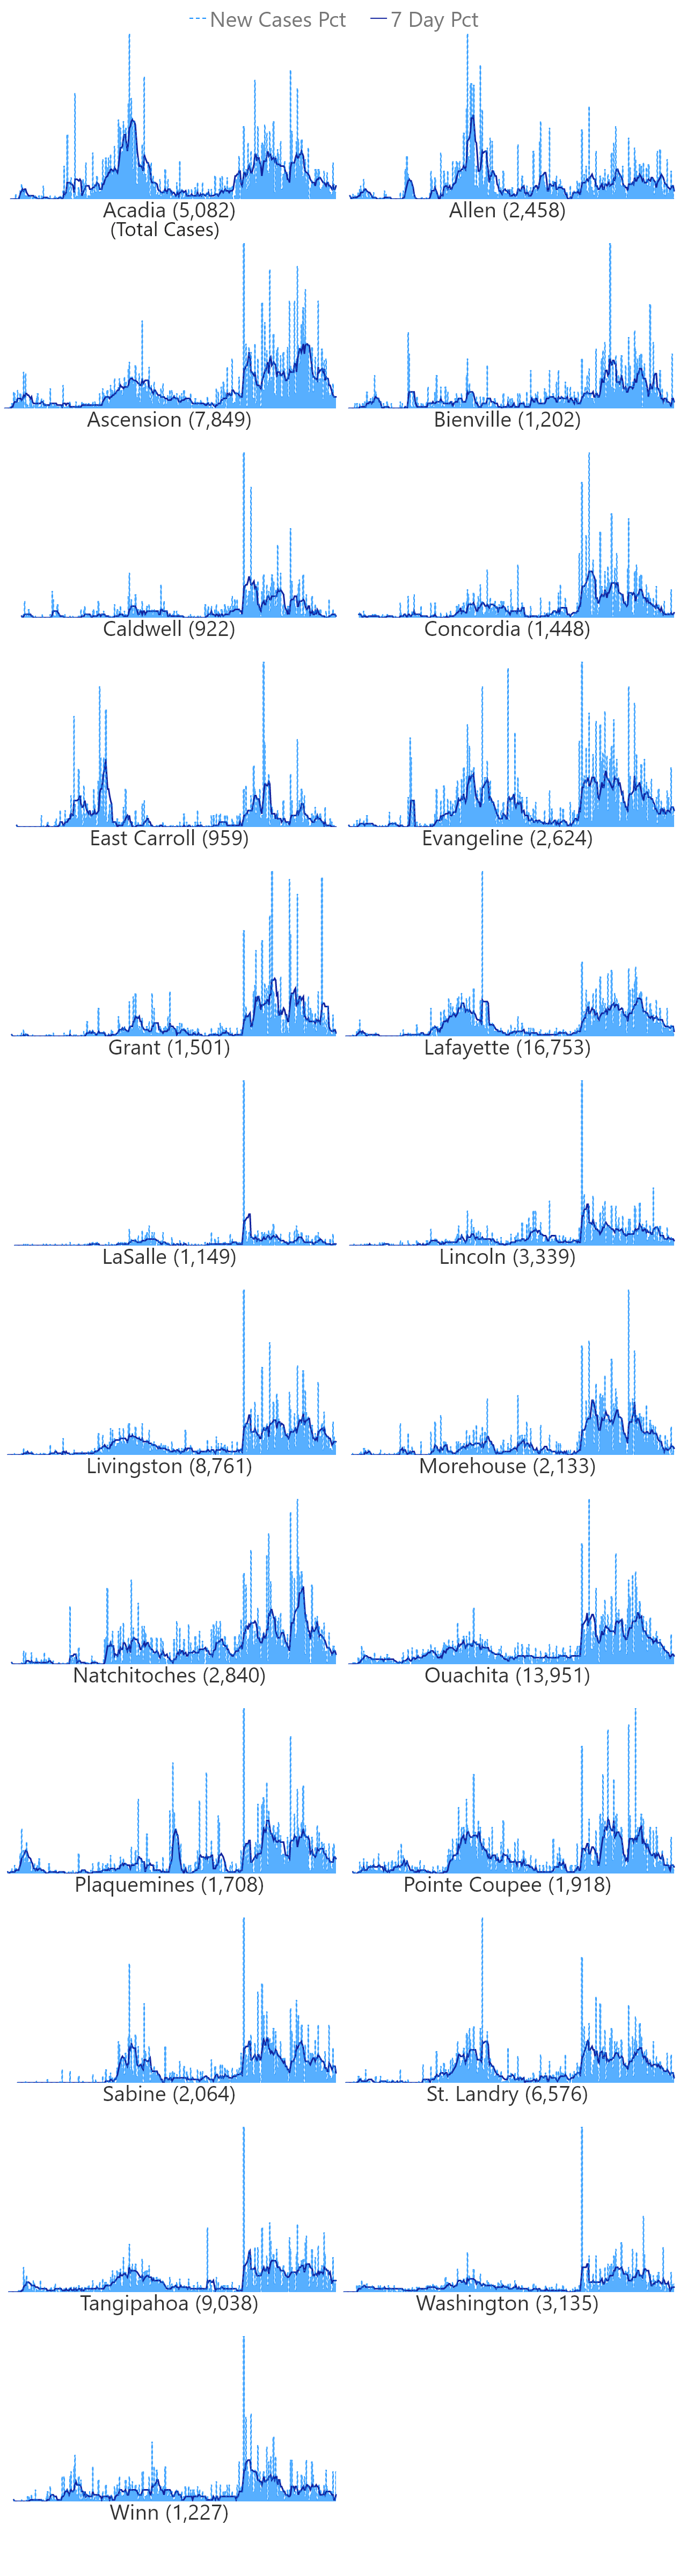 New Cases Pct 7 Day Pct
Acadia (5,082) Allen (2,458)
(Total Cases)
Ascension (7,849) Bienville (1,202)
Caldwell (922) Concordia (1,448)
East Carroll (959) Evangeline (2,624)
Grant (1,501) Lafayette (16,753)
LaSalle (1,149) Lincoln (3,339)
Livingston (8,761) Morehouse (2,133)
Natchitoches (2,840) Ouachita (13,951)
Plaquemines (1,708) Pointe Coupee (1,918)
Sabine (2,064) St. Landry (6,576)
Tangipahoa (9,038) Washington (3,135)
Winn (1,227)